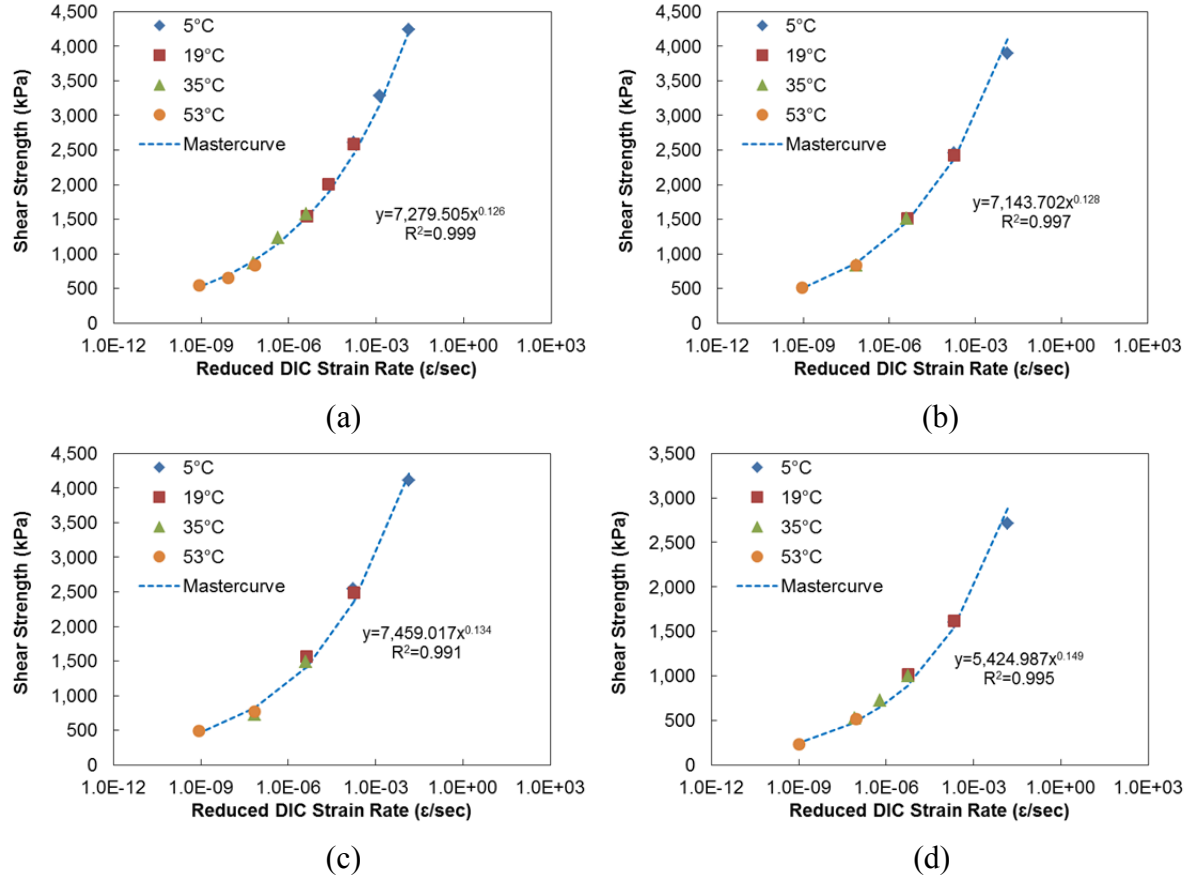 4,500
4,000
3,500
3,000
2,500
2,000
1,500
1,000
500
0
Shear Strength (kPa)
5°C
19°C
35°C
53°C
Mastercurve
y=7,279.505x^0.126
R²=0.999
1.0E-12 1.0E-09 1.0E-06 1.0E-03 1.0E+00 1.0E+03
Reduced DIC Strain Rate (ε/sec)
(a)
4,500
4,000
3,500
3,000
2,500
2,000
1,500
1,000
500
0
Shear Strength (kPa)
5°C
19°C
35°C
53°C
Mastercurve
y=7,143.702x^0.128
R²=0.997
1.0E-12 1.0E-09 1.0E-06 1.0E-03 1.0E+00 1.0E+03
Reduced DIC Strain Rate (ε/sec)
(b)
4,500
4,000
3,500
3,000
2,500
2,000
1,500
1,000
500
0
Shear Strength (kPa)
5°C
19°C
35°C
53°C
Mastercurve
y=7,459.017x^0.134
R²=0.991
1.0E-12 1.0E-09 1.0E-06 1.0E-03 1.0E+00 1.0E+03
Reduced DIC Strain Rate (ε/sec)
(c)
3,500
3,000
2,500
2,000
1,500
1,000
500
0
Shear Strength (kPa)
5°C
19°C
35°C
53°C
Mastercurve
y=5,424.987x^0.149
R²=0.995
1.0E-12 1.0E-09 1.0E-06 1.0E-03 1.0E+00 1.0E+03
Reduced DIC Strain Rate (ε/sec)
(d)